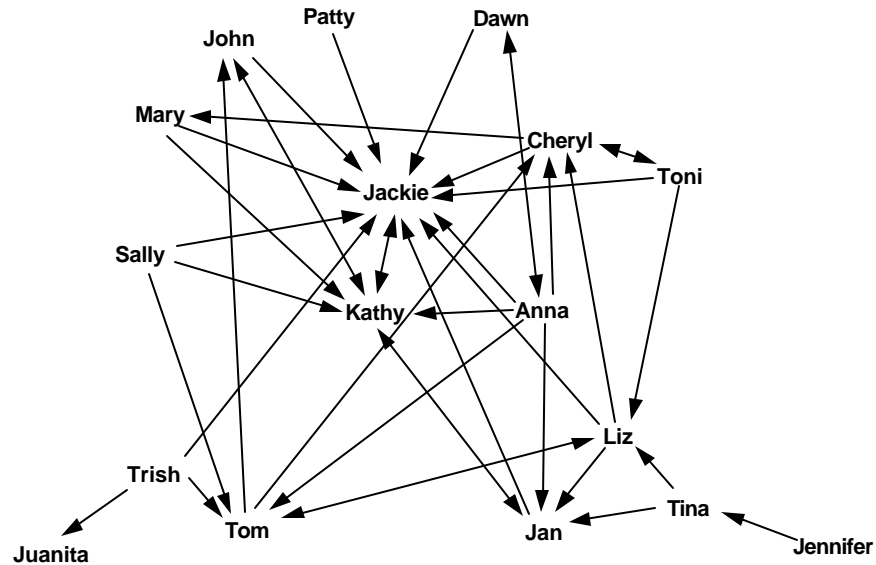 Patty
Dawn
John
Mary
Cheryl
Toni
Jackie
Sally
Kathy
Anna
Liz
Trish
Tina
Tom
Jan
Jennifer
Juanita